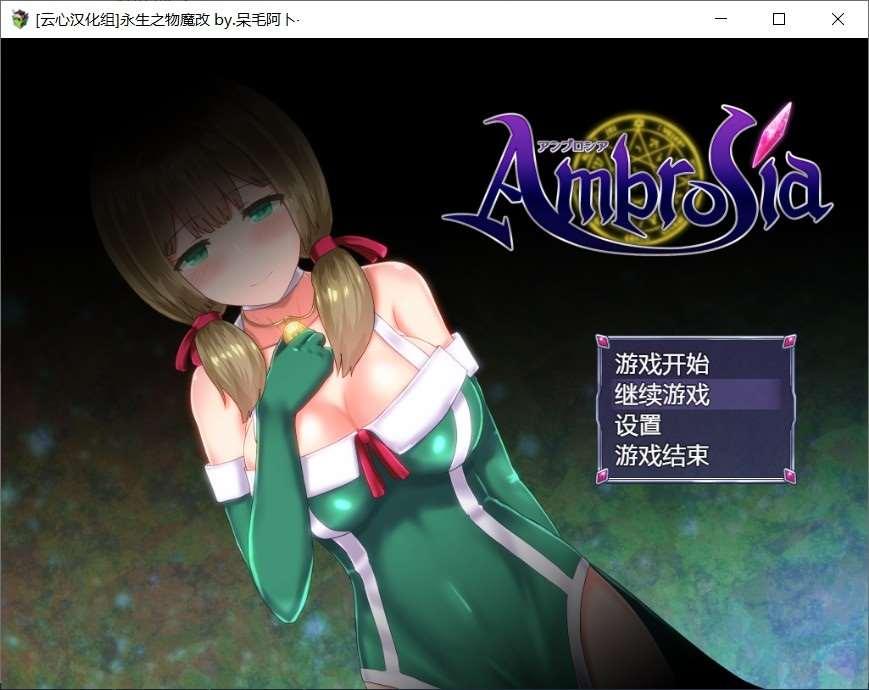 [云心汉化组]永生之物魔改 by.呆毛阿卜·
アンブロシア
Ambrosia
游戏开始
继续游戏
设置
游戏结束